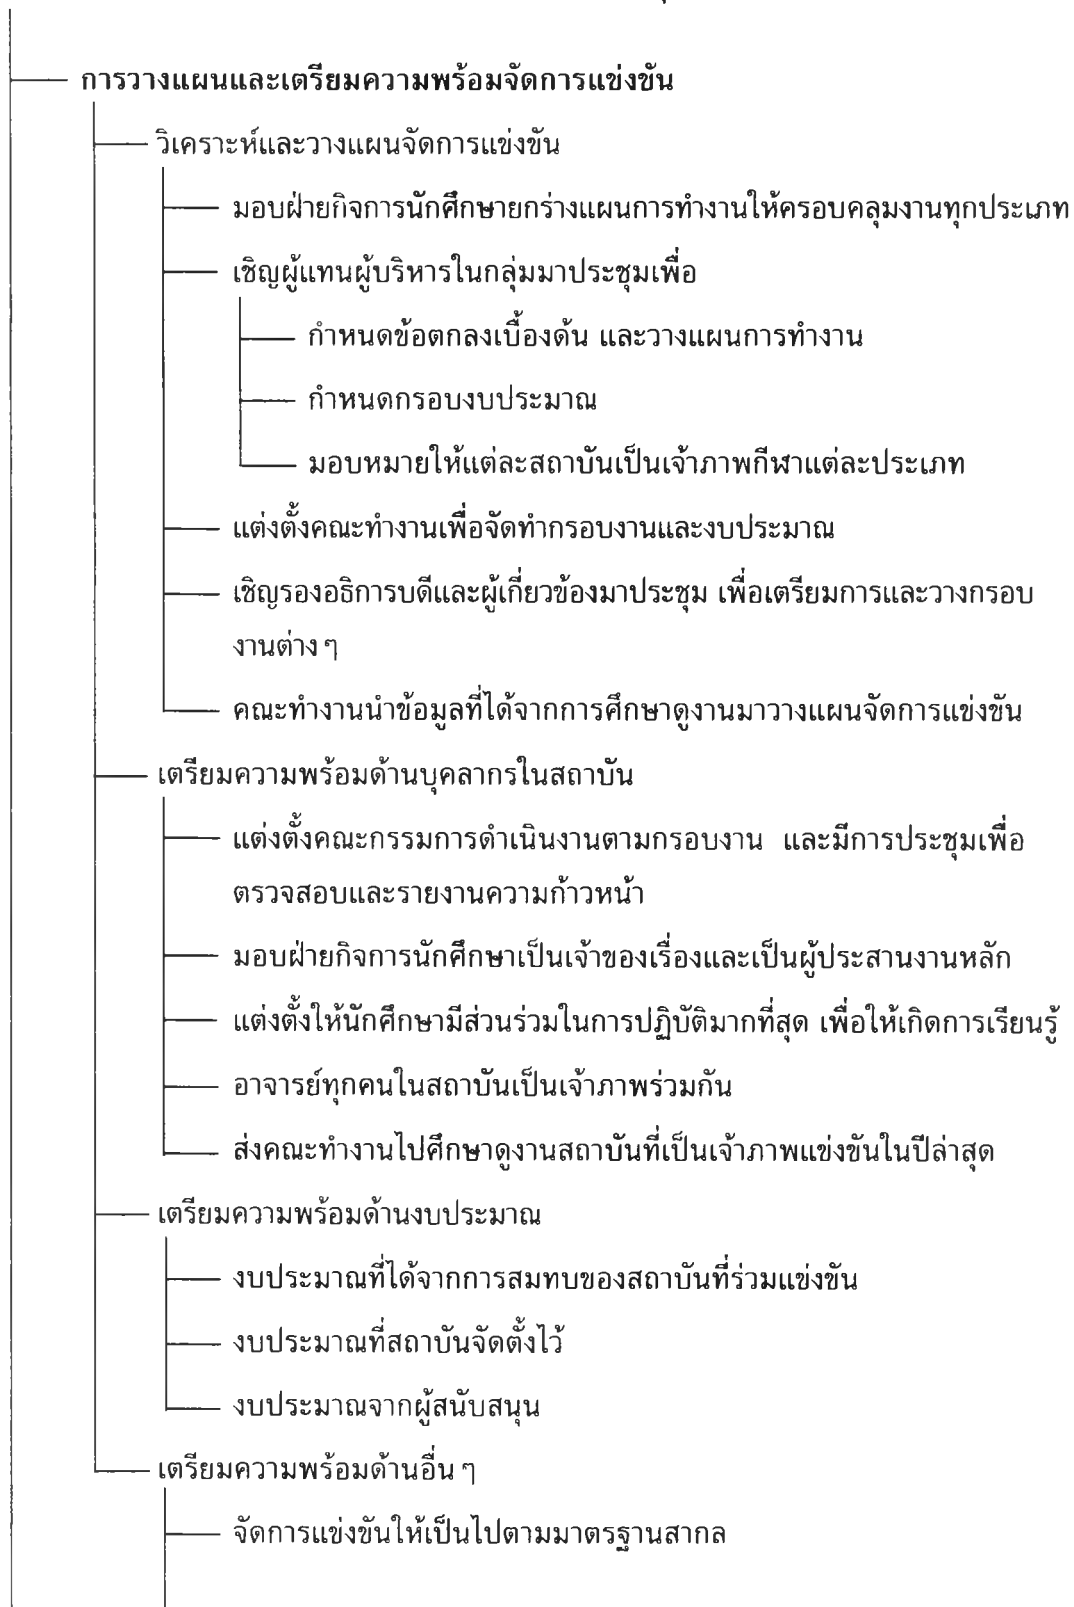 การวางแผนและเตรียมความพร้อมจัดการแข่งขัน
วิเคราะห์และวางแผนจัดการแข่งขัน
มอบฝ่ายกิจการนักศึกษายกร่างแผนการทำงานให้ครอบคลุมงานทุกประเภท
เชิญผู้แทนผู้บริหารในกลุ่มมาประชุมเพื่อ
กำหนดข้อตกลงเบื้องต้น และวางแผนการทำงาน
กำหนดกรอบงบประมาณ
มอบหมายให้แต่ละสถาบันเป็นเจ้าภาพกีฬาแต่ละประเภท
แต่งตั้งคณะทำงานเพื่อจัดทำกรอบงานและงบประมาณ
เชิญรองอธิการบดีและผู้เกี่ยวข้องมาประชุม เพื่อเตรียมการและวางกรอบ
งานต่าง ๆ
คณะทำงานนำข้อมูลที่ได้จากการศึกษาดูงานมาวางแผนจัดการแข่งขัน
เตรียมความพร้อมด้านบุคลากรในสถาบัน
แต่งตั้งคณะกรรมการดำเนินงานตามกรอบงาน และมีการประชุมเพื่อ
ตรวจสอบและรายงานความก้าวหน้า
มอบฝ่ายกิจการนักศึกษาเป็นเจ้าของเรื่องและเป็นผู้ประสานงานหลัก
แต่งตั้งให้นักศึกษามีส่วนร่วมในการปฏิบัติมากที่สุด เพื่อให้เกิดการเรียนรู้
อาจารย์ทุกคนในสถาบันเป็นเจ้าภาพร่วมกัน
ส่งคณะทำงานไปศึกษาดูงานสถาบันที่เป็นเจ้าภาพแข่งขันในปีล่าสุด
เตรียมความพร้อมด้านงบประมาณ
งบประมาณที่ได้จากการสมทบของสถาบันที่ร่วมแข่งขัน
งบประมาณที่สถาบันจัดตั้งไว้
งบประมาณจากผู้สนับสนุน
เตรียมความพร้อมด้านอื่น ๆ
จัดการแข่งขันให้เป็นไปตามมาตรฐานสากล